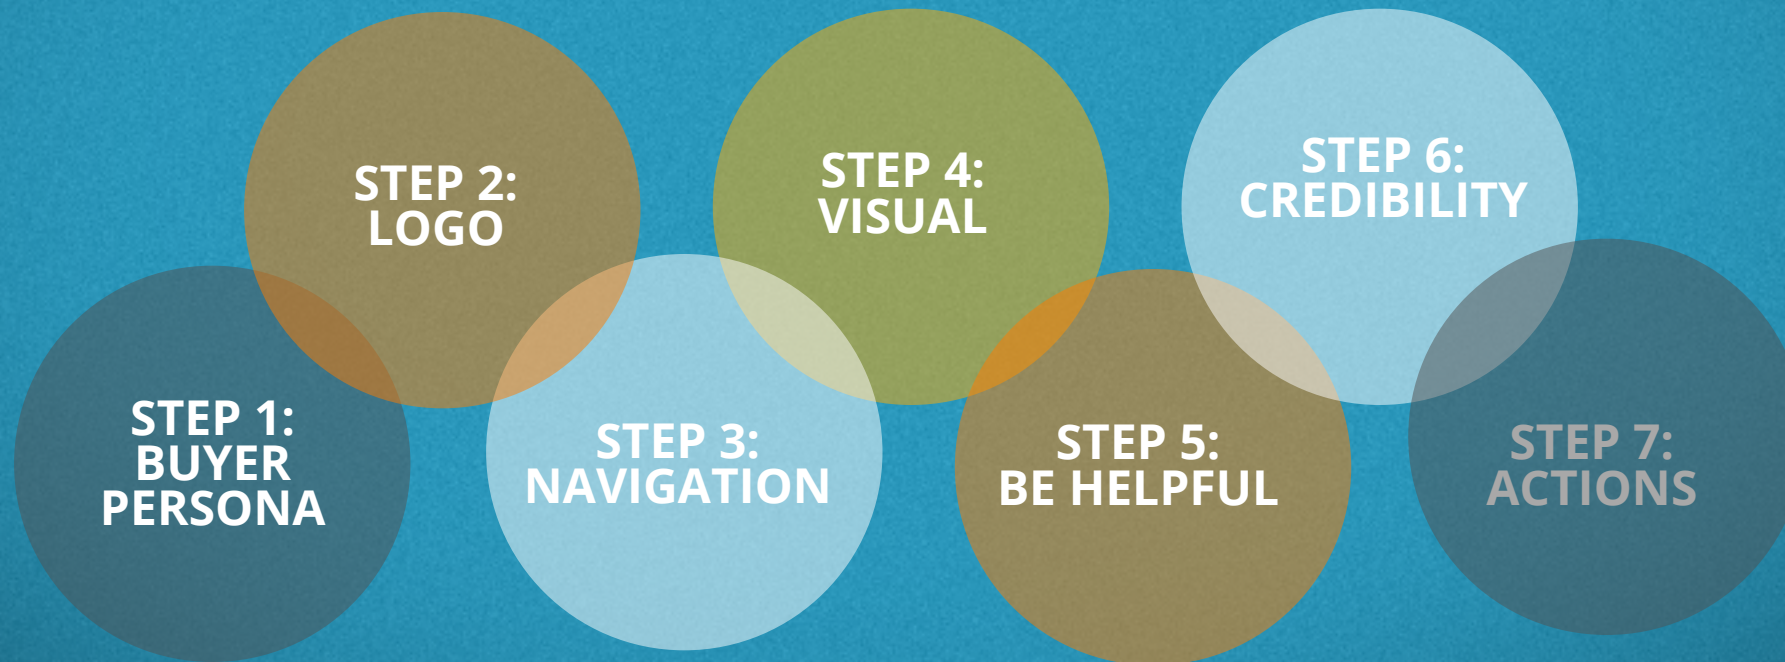 STEP 1:
BUYER
PERSONA
STEP 2:
LOGO
STEP 3:
NAVIGATION
STEP 4:
VISUAL
STEP 5:
BE HELPFUL
STEP 6:
CREDIBILITY
STEP 7:
ACTIONS